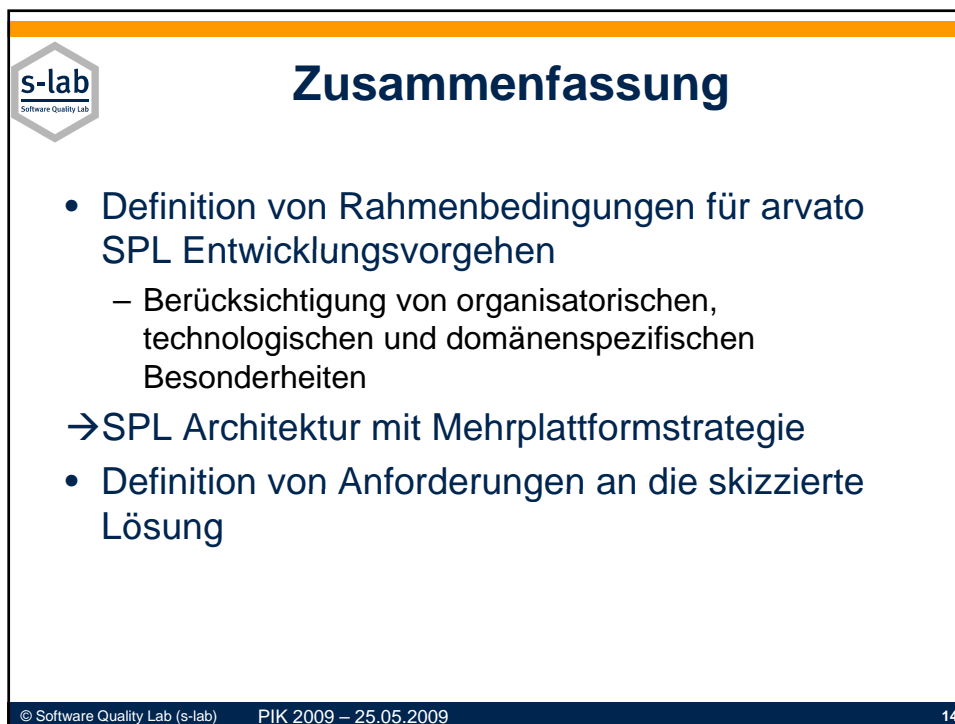 s-lab
Software Quality Lab
Zusammenfassung
• Definition von Rahmenbedingungen für arvato
SPL Entwicklungsvorgehen
– Berücksichtigung von organisatorischen,
technologischen und domänenspezifischen
Besonderheiten
→SPL Architektur mit Mehrplattformstrategie
• Definition von Anforderungen an die skizzierte
Lösung
© Software Quality Lab (s-lab) PIK 2009 – 25.05.2009 14